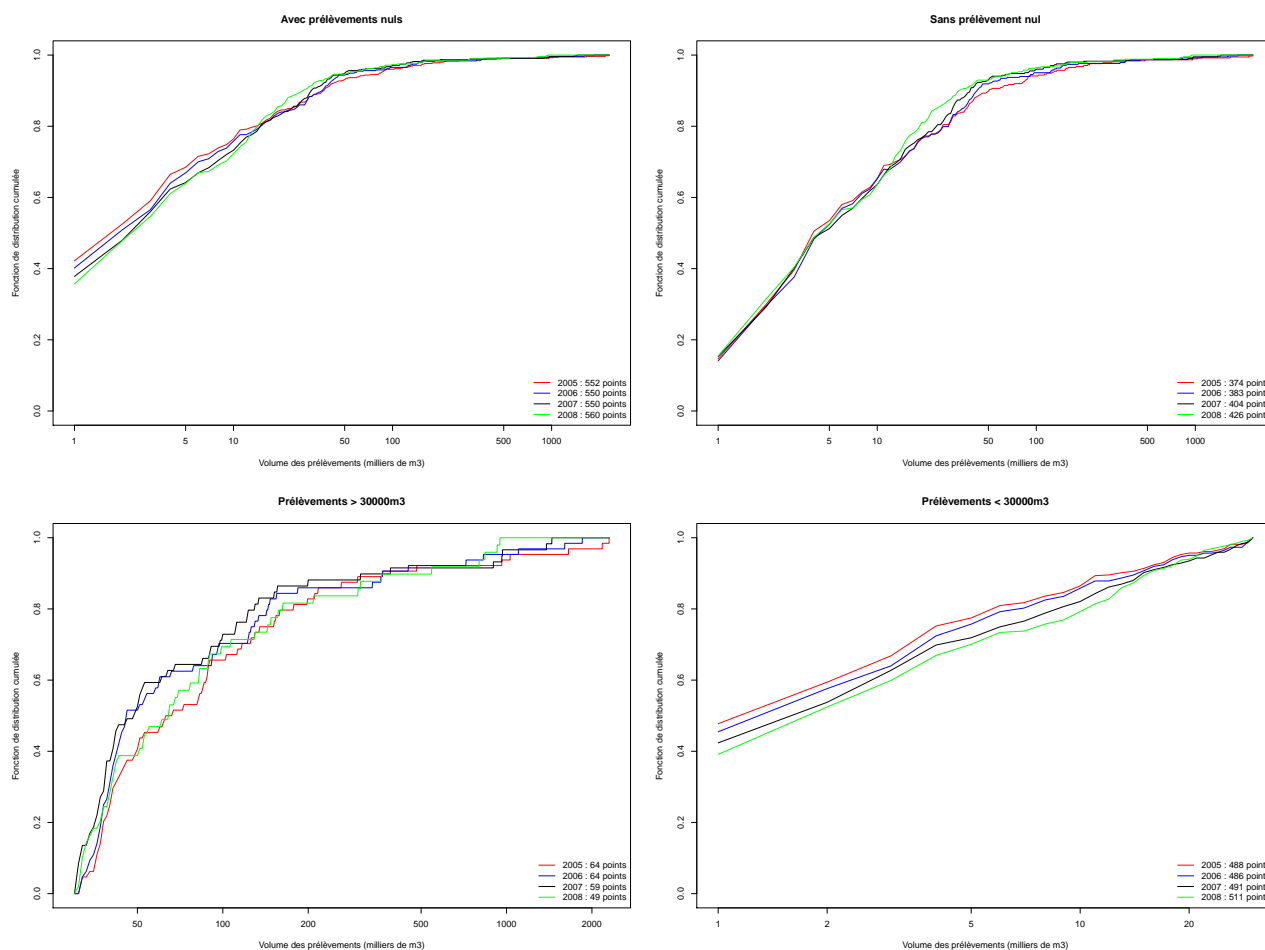 Avec prélèvements nuls
Fonction de distribution cumulée
1.0
0.8
0.6
0.4
0.2
0.0
2005 : 552 points
2006 : 550 points
2007 : 550 points
2008 : 560 points
1 5 10 50 100 500 1000
Volume des prélèvements (milliers de m3)
Sans prélèvement nul
Fonction de distribution cumulée
1.0
0.8
0.6
0.4
0.2
0.0
2005 : 374 point
2006 : 383 point
2007 : 404 point
2008 : 426 point
1 5 10 50 100 500 1000
Volume des prélèvements (milliers de m3)
Prélèvements > 30000m3
Fonction de distribution cumulée
1.0
0.8
0.6
0.4
0.2
0.0
2005 : 64 points
2006 : 64 points
2007 : 59 points
2008 : 49 points
50 100 200 500 1000 2000
Volume des prélèvements (milliers de m3)
Prélèvements < 30000m3
Fonction de distribution cumulée
1.0
0.8
0.6
0.4
0.2
0.0
2005 : 488 point
2006 : 486 point
2007 : 491 point
2008 : 511 point
1 2 5 10 20
Volume des prélèvements (milliers de m3)